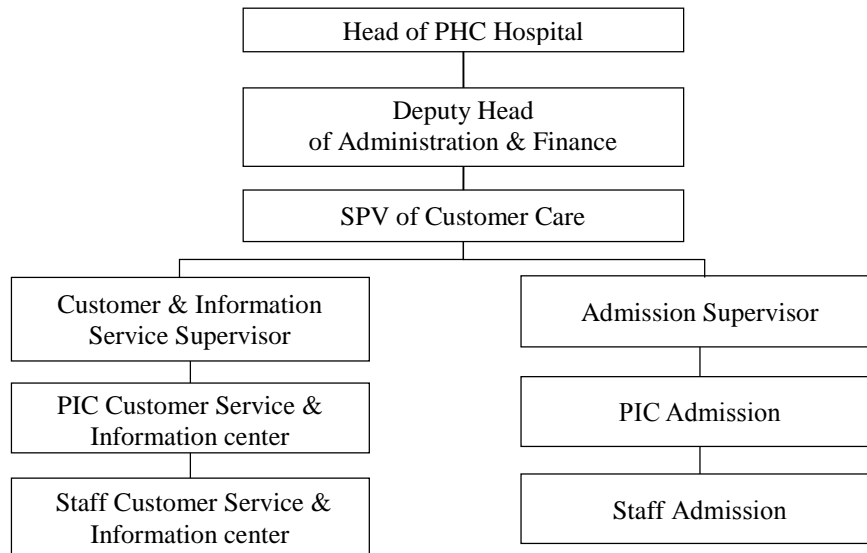 Head of PHC Hospital
Deputy Head
of Administration & Finance
SPV of Customer Care
Customer & Information
Service Supervisor
Admission Supervisor
PIC Customer Service &
Information center
PIC Admission
Staff Customer Service &
Information center
Staff Admission